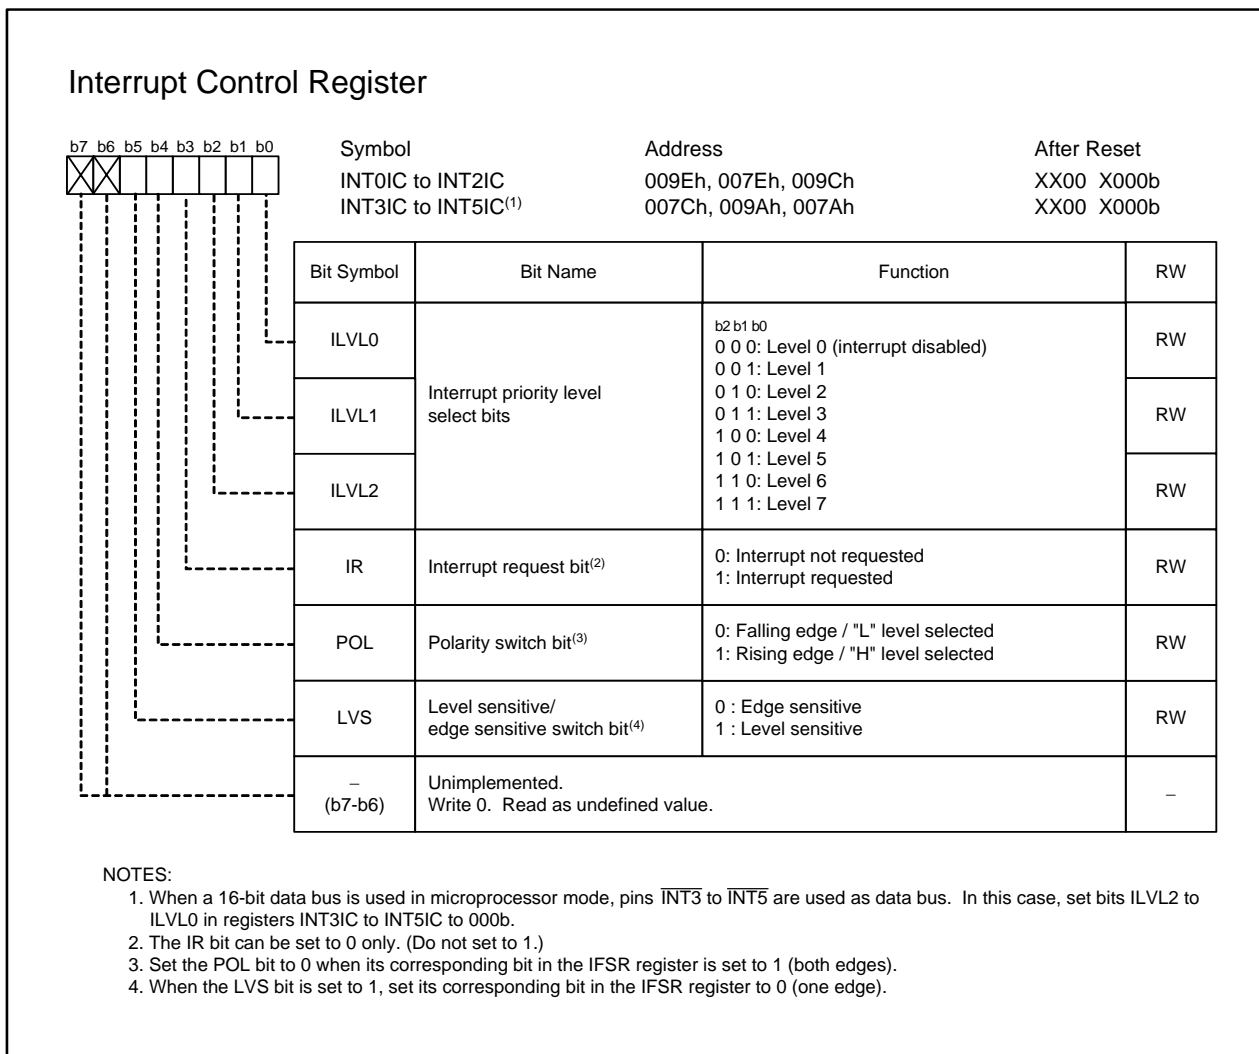 Interrupt Control Register
b7 b6 b5 b4 b3 b2 b1 b0
Symbol Address After Reset
INT0IC to INT2IC 009Eh, 007Eh, 009Ch XX00 X000b
INT3IC to INT5IC(1) 007Ch, 009Ah, 007Ah XX00 X000b
Bit Symbol Bit Name Function RW
ILVL0 RW
ILVL1 RW
ILVL2 RW
Interrupt priority level
select bits
b2 b1 b0
0 0 0: Level 0 (interrupt disabled)
0 0 1: Level 1
0 1 0: Level 2
0 1 1: Level 3
1 0 0: Level 4
1 0 1: Level 5
1 1 0: Level 6
1 1 1: Level 7
IR Interrupt request bit(2) RW
0: Interrupt not requested
1: Interrupt requested
POL Polarity switch bit(3) RW
0: Falling edge / "L" level selected
1: Rising edge / "H" level selected
LVS RW
Level sensitive/
edge sensitive switch bit(4)
0 : Edge sensitive
1 : Level sensitive
–
(b7-b6)
Unimplemented.
Write 0. Read as undefined value.
–
NOTES:
1. When a 16-bit data bus is used in microprocessor mode, pins INT3 to INT5 are used as data bus. In this case, set bits ILVL2 to
ILVL0 in registers INT3IC to INT5IC to 000b.
2. The IR bit can be set to 0 only. (Do not set to 1.)
3. Set the POL bit to 0 when its corresponding bit in the IFSR register is set to 1 (both edges).
4. When the LVS bit is set to 1, set its corresponding bit in the IFSR register to 0 (one edge).